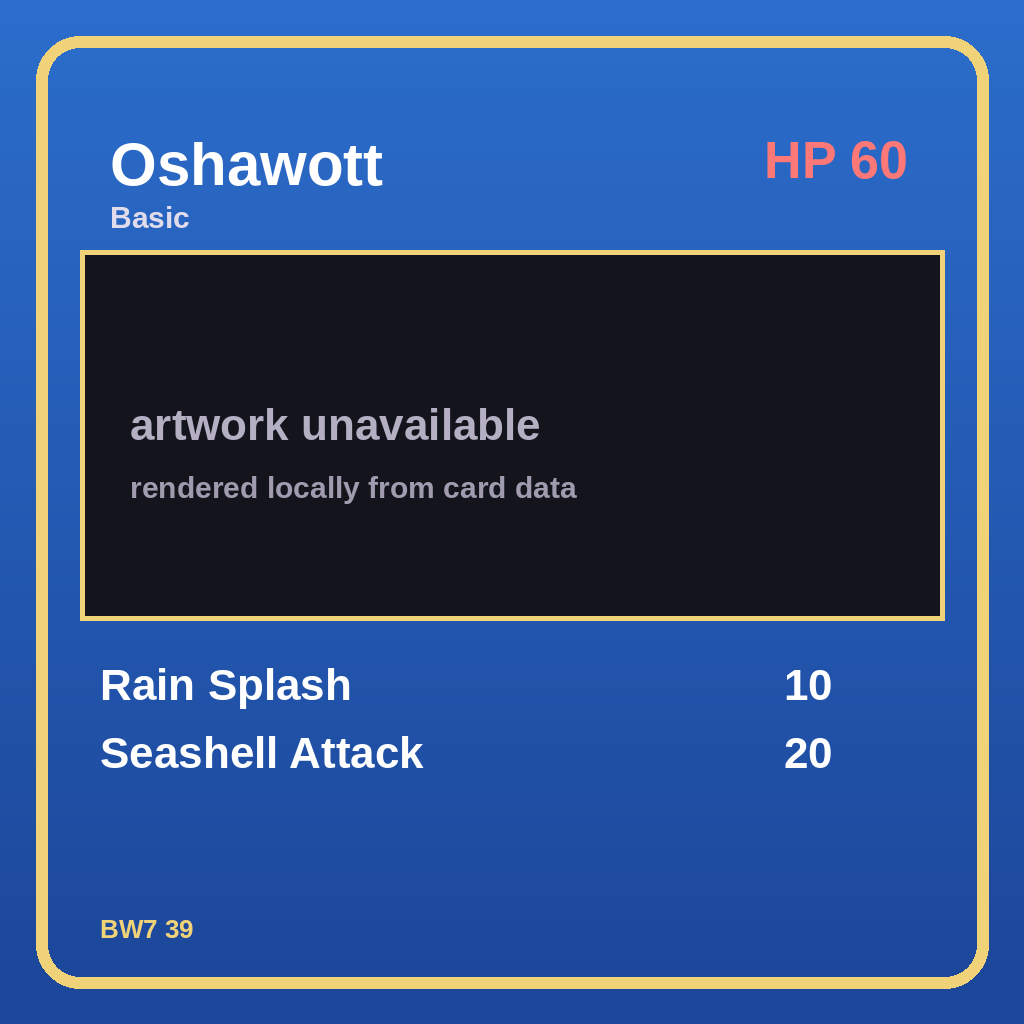 Oshawott
HP 60
Basic
artwork unavailable
rendered locally from card data
Rain Splash 10
Seashell Attack 20
BW7 39